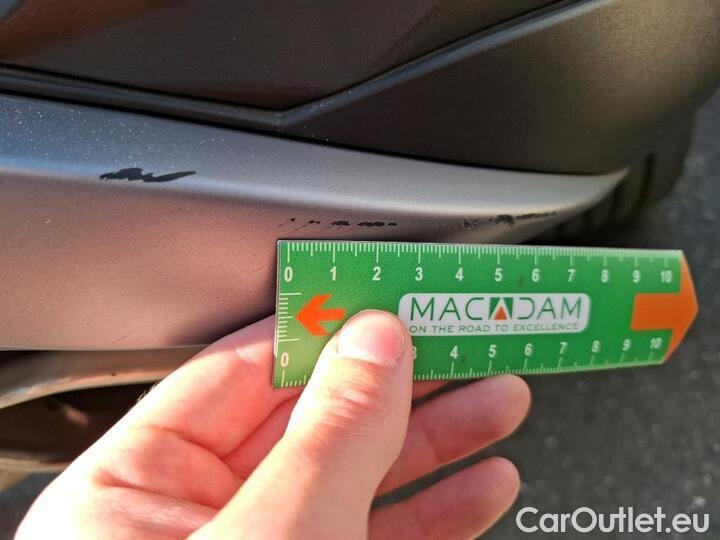 0 1 2 3 4 5 6 7 8 9 10
MACADAM
ON THE ROAD TO EXCELLENCE
0 3 4 5 6 7 8 9 10
CarOutlet.eu